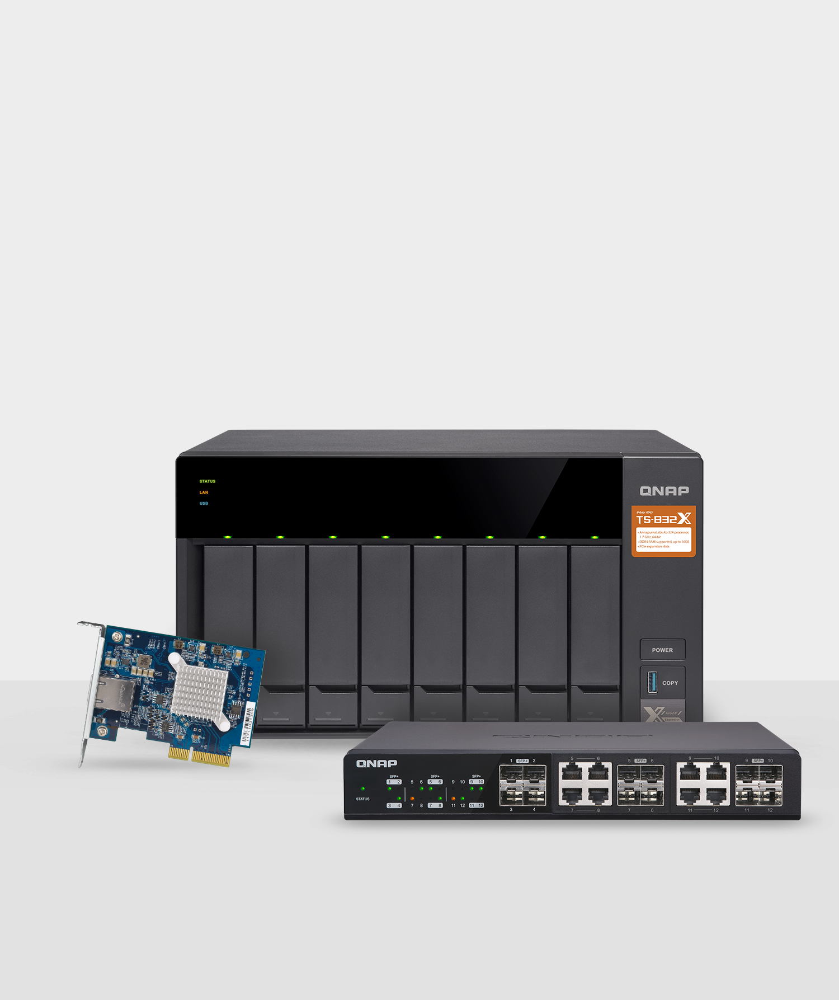 STATUS
LAN
USB
QNAP
8-bay NAS
TS-832X
• AnnapurnaLabs AL-324 processor,
1.7 GHz, 64-bit
• DDR4 RAM supported, up to 16GB
• PCIe expansion slots
POWER
COPY
X 10GbE
Expansion
QNAP
STATUS
SFP+ SFP+ SFP+
1 2 5 6 5 6 9 10 9 10
3 4 7 8 7 8 11 12 11 12
1 SFP+ 2 5 6 5 SFP+ 6 9 10 9 SFP+ 10
3 4 7 8 7 8 11 12 11 12